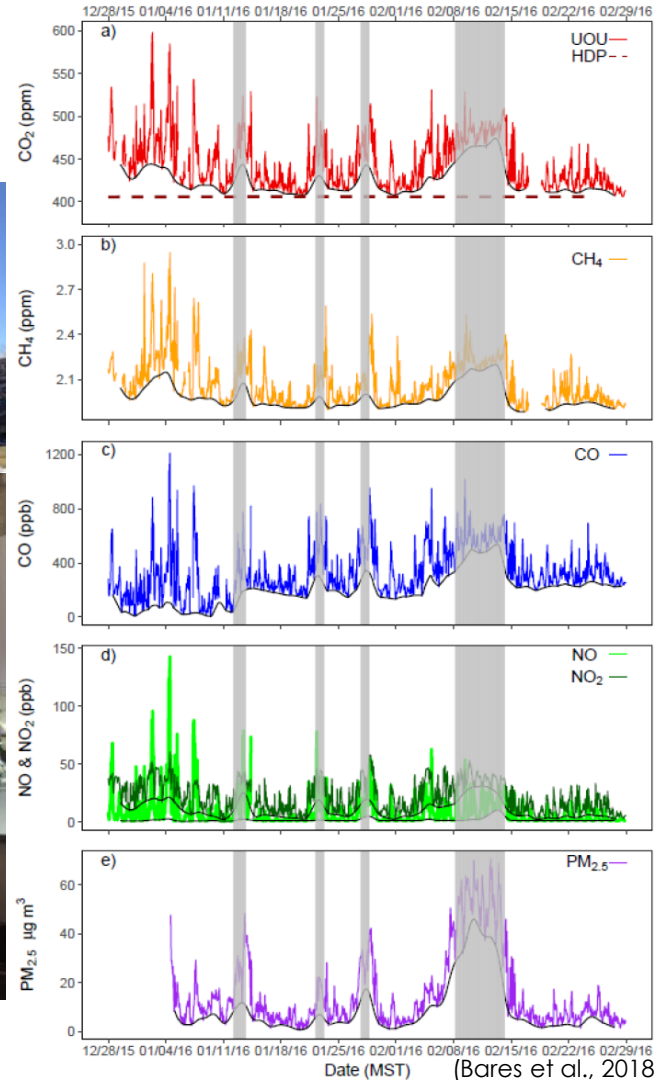 12/28/15 01/04/16 01/11/16 01/18/16 01/25/16 02/01/16 02/08/16 02/15/16 02/22/16 02/29/16
a)
UOU
HDP
CO₂ (ppm)
600
550
500
450
400
b)
CH₄
CH₄ (ppm)
3.0
2.7
2.4
2.1
c)
CO
CO (ppb)
1200
800
400
0
d)
NO
NO₂
NO & NO₂ (ppb)
150
100
50
0
e)
PM₂.₅
PM₂.₅ µg m³
60
40
20
0
12/28/15 01/04/16 01/11/16 01/18/16 01/25/16 02/01/16 02/08/16 02/15/16 02/22/16 02/29/16
Date (MST)
(Bares et al., 2018